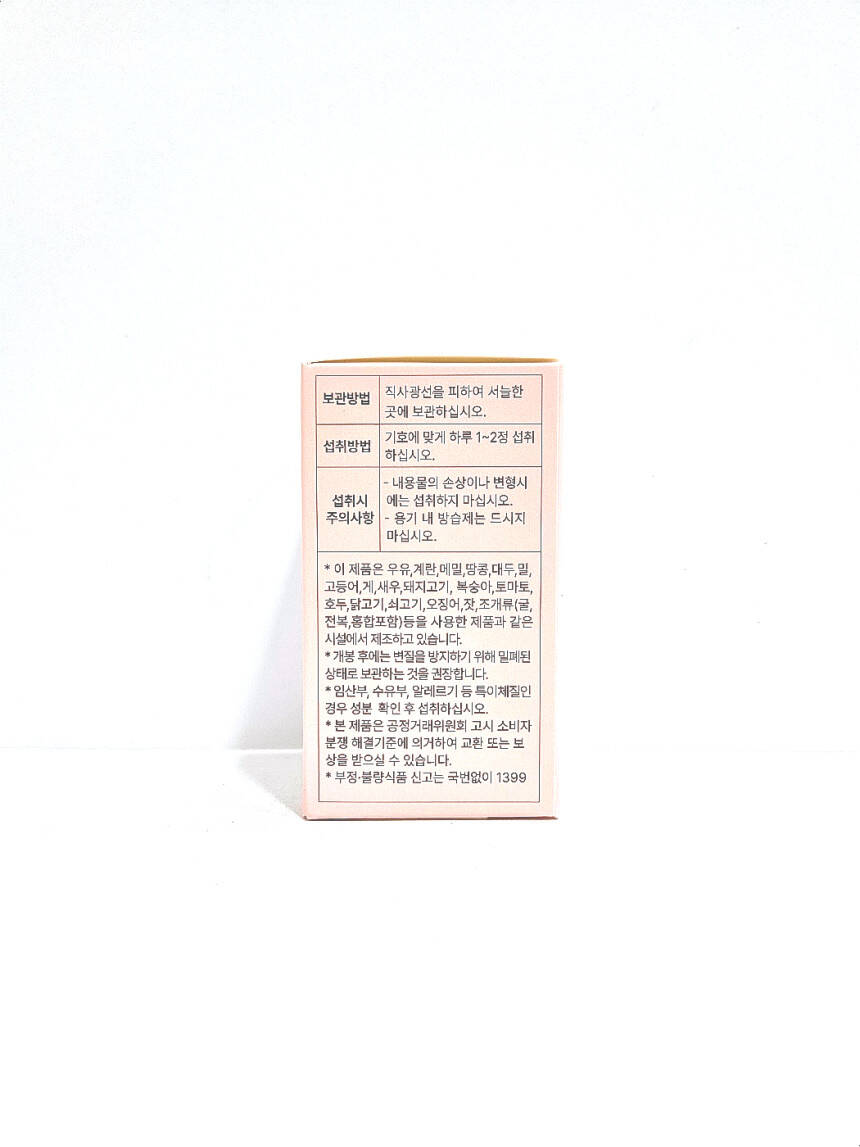 보관방법
직사광선을 피하여 서늘한
곳에 보관하십시오.
섭취방법
기호에 맞게 하루 1~2정 섭취
하십시오.
섭취시
주의사항
- 내용물의 손상이나 변형시
에는 섭취하지 마십시오.
- 용기 내 방습제는 드시지
마십시오.
* 이 제품은 우유,계란,메밀,땅콩,대두,밀,
고등어,게,새우,돼지고기, 복숭아,토마토,
호두,닭고기,쇠고기,오징어,잣,조개류(굴,
전복,홍합포함)등을 사용한 제품과 같은
시설에서 제조하고 있습니다.
* 개봉 후에는 변질을 방지하기 위해 밀폐된
상태로 보관하는 것을 권장합니다.
* 임산부, 수유부, 알레르기 등 특이체질인
경우 성분 확인 후 섭취하십시오.
* 본 제품은 공정거래위원회 고시 소비자
분쟁 해결기준에 의거하여 교환 또는 보
상을 받으실 수 있습니다.
* 부정·불량식품 신고는 국번없이 1399